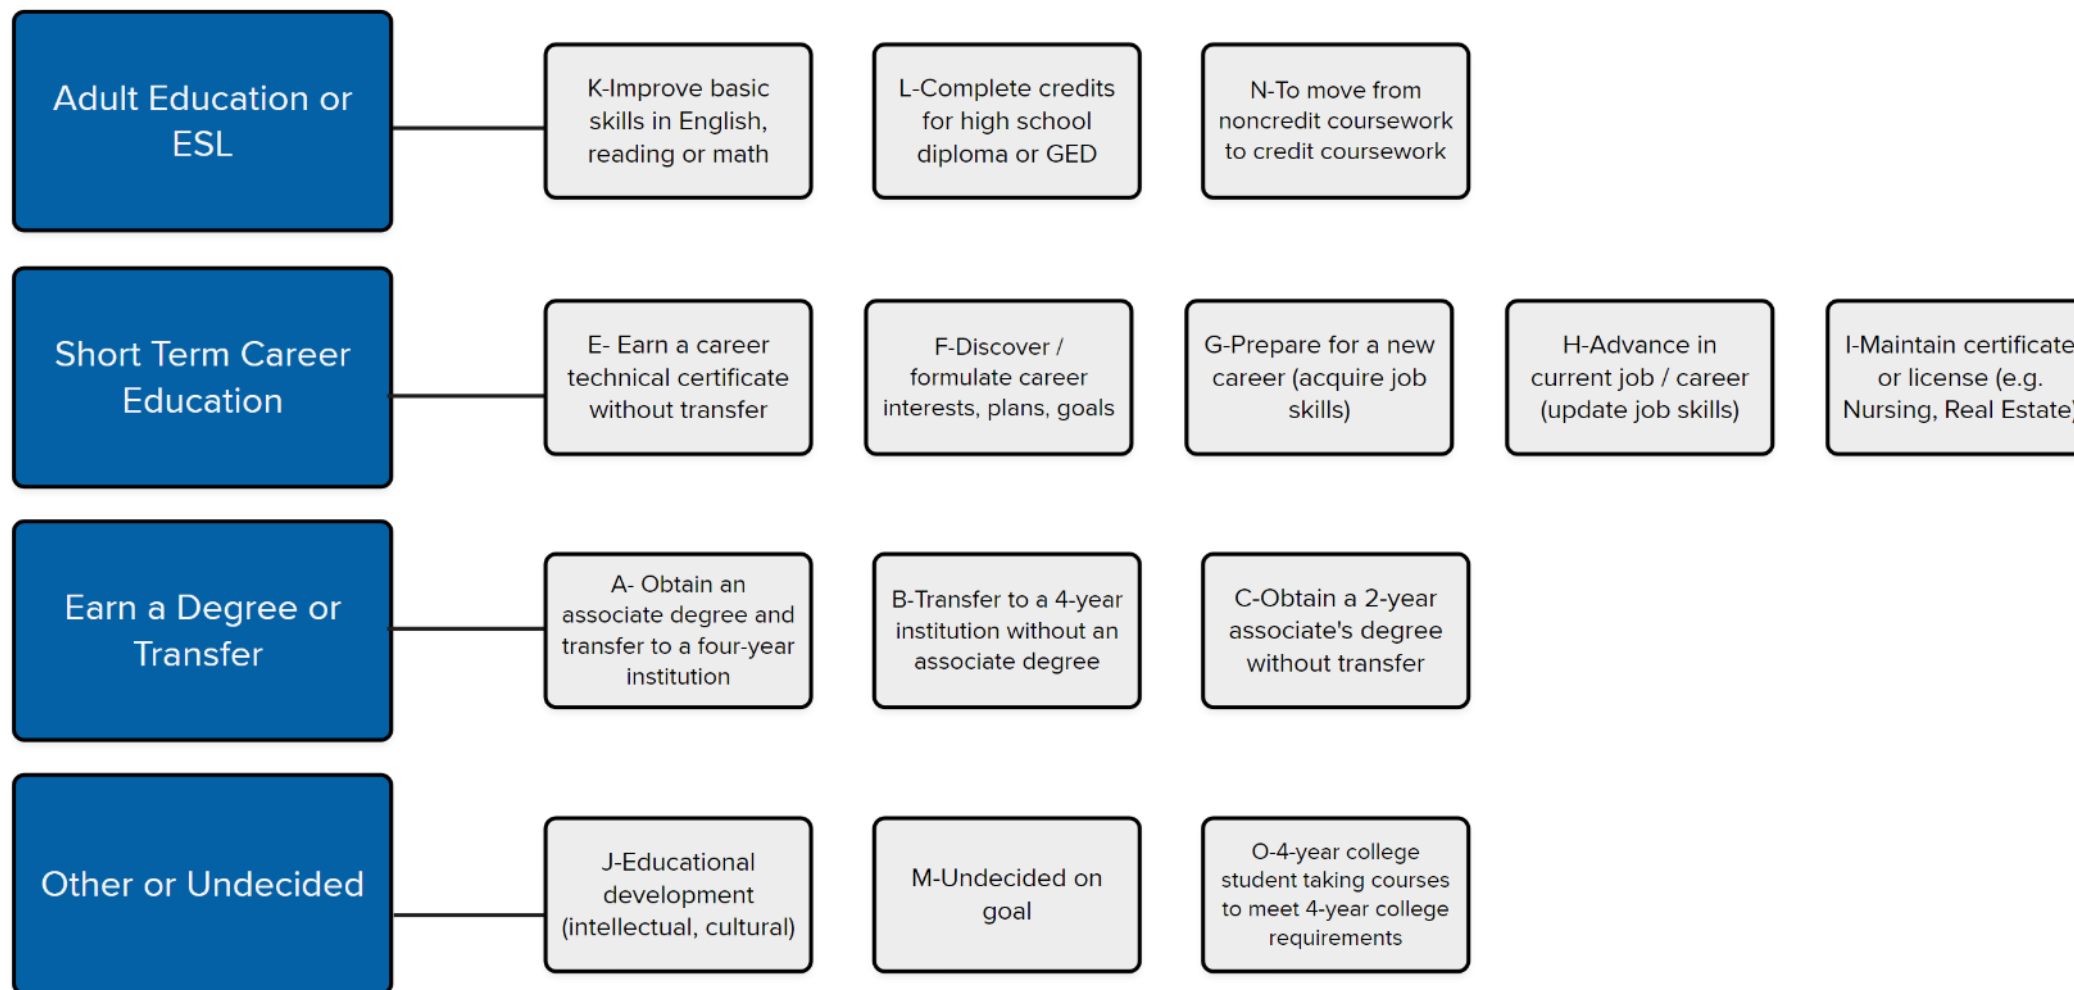 Adult Education or
ESL
K-Improve basic
skills in English,
reading or math
L-Complete credits
for high school
diploma or GED
N-To move from
noncredit coursework
to credit coursework
Short Term Career
Education
E- Earn a career
technical certificate
without transfer
F-Discover /
formulate career
interests, plans, goals
G-Prepare for a new
career (acquire job
skills)
H-Advance in
current job / career
(update job skills)
I-Maintain certificate
or license (e.g.
Nursing, Real Estate)
Earn a Degree or
Transfer
A- Obtain an
associate degree and
transfer to a four-year
institution
B-Transfer to a 4-year
institution without an
associate degree
C-Obtain a 2-year
associate's degree
without transfer
Other or Undecided
J-Educational
development
(intellectual, cultural)
M-Undecided on
goal
O-4-year college
student taking courses
to meet 4-year college
requirements